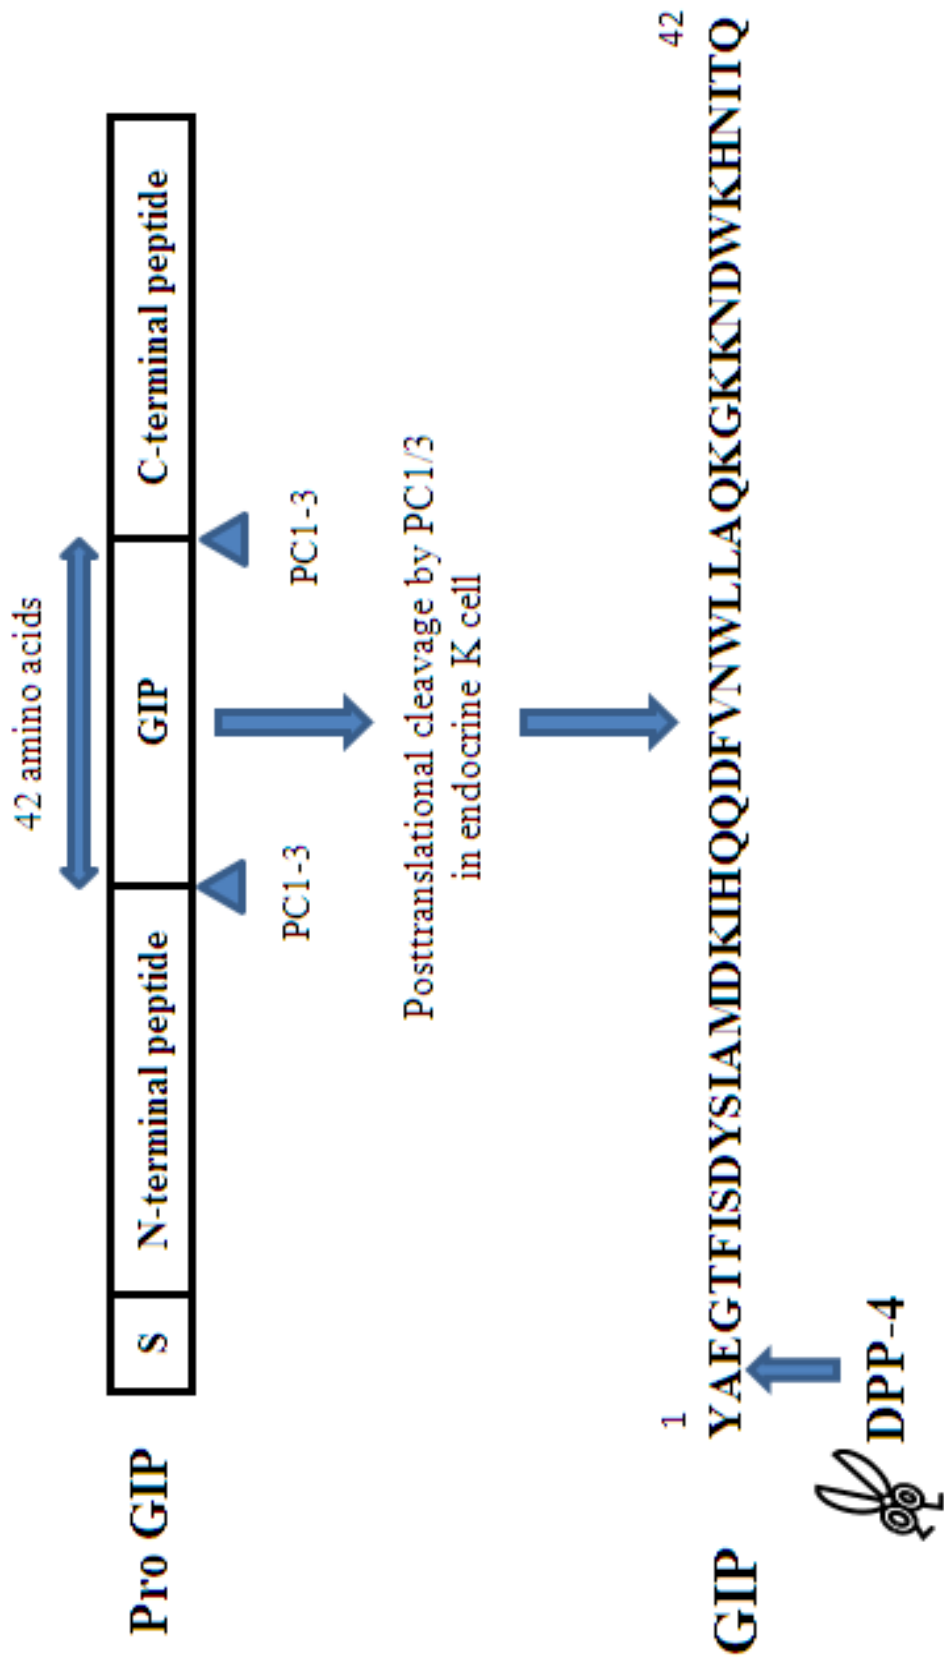 42 amino acids
Pro GIP
S
N-terminal peptide
GIP
C-terminal peptide
PC1-3
PC1-3
Posttranslational cleavage by PC1/3
in endocrine K cell
1
42
GIP
YAEGTFISDYSIAMDKIHQQDFVNWLLAQKGKKNDWKHNITQ
DPP-4